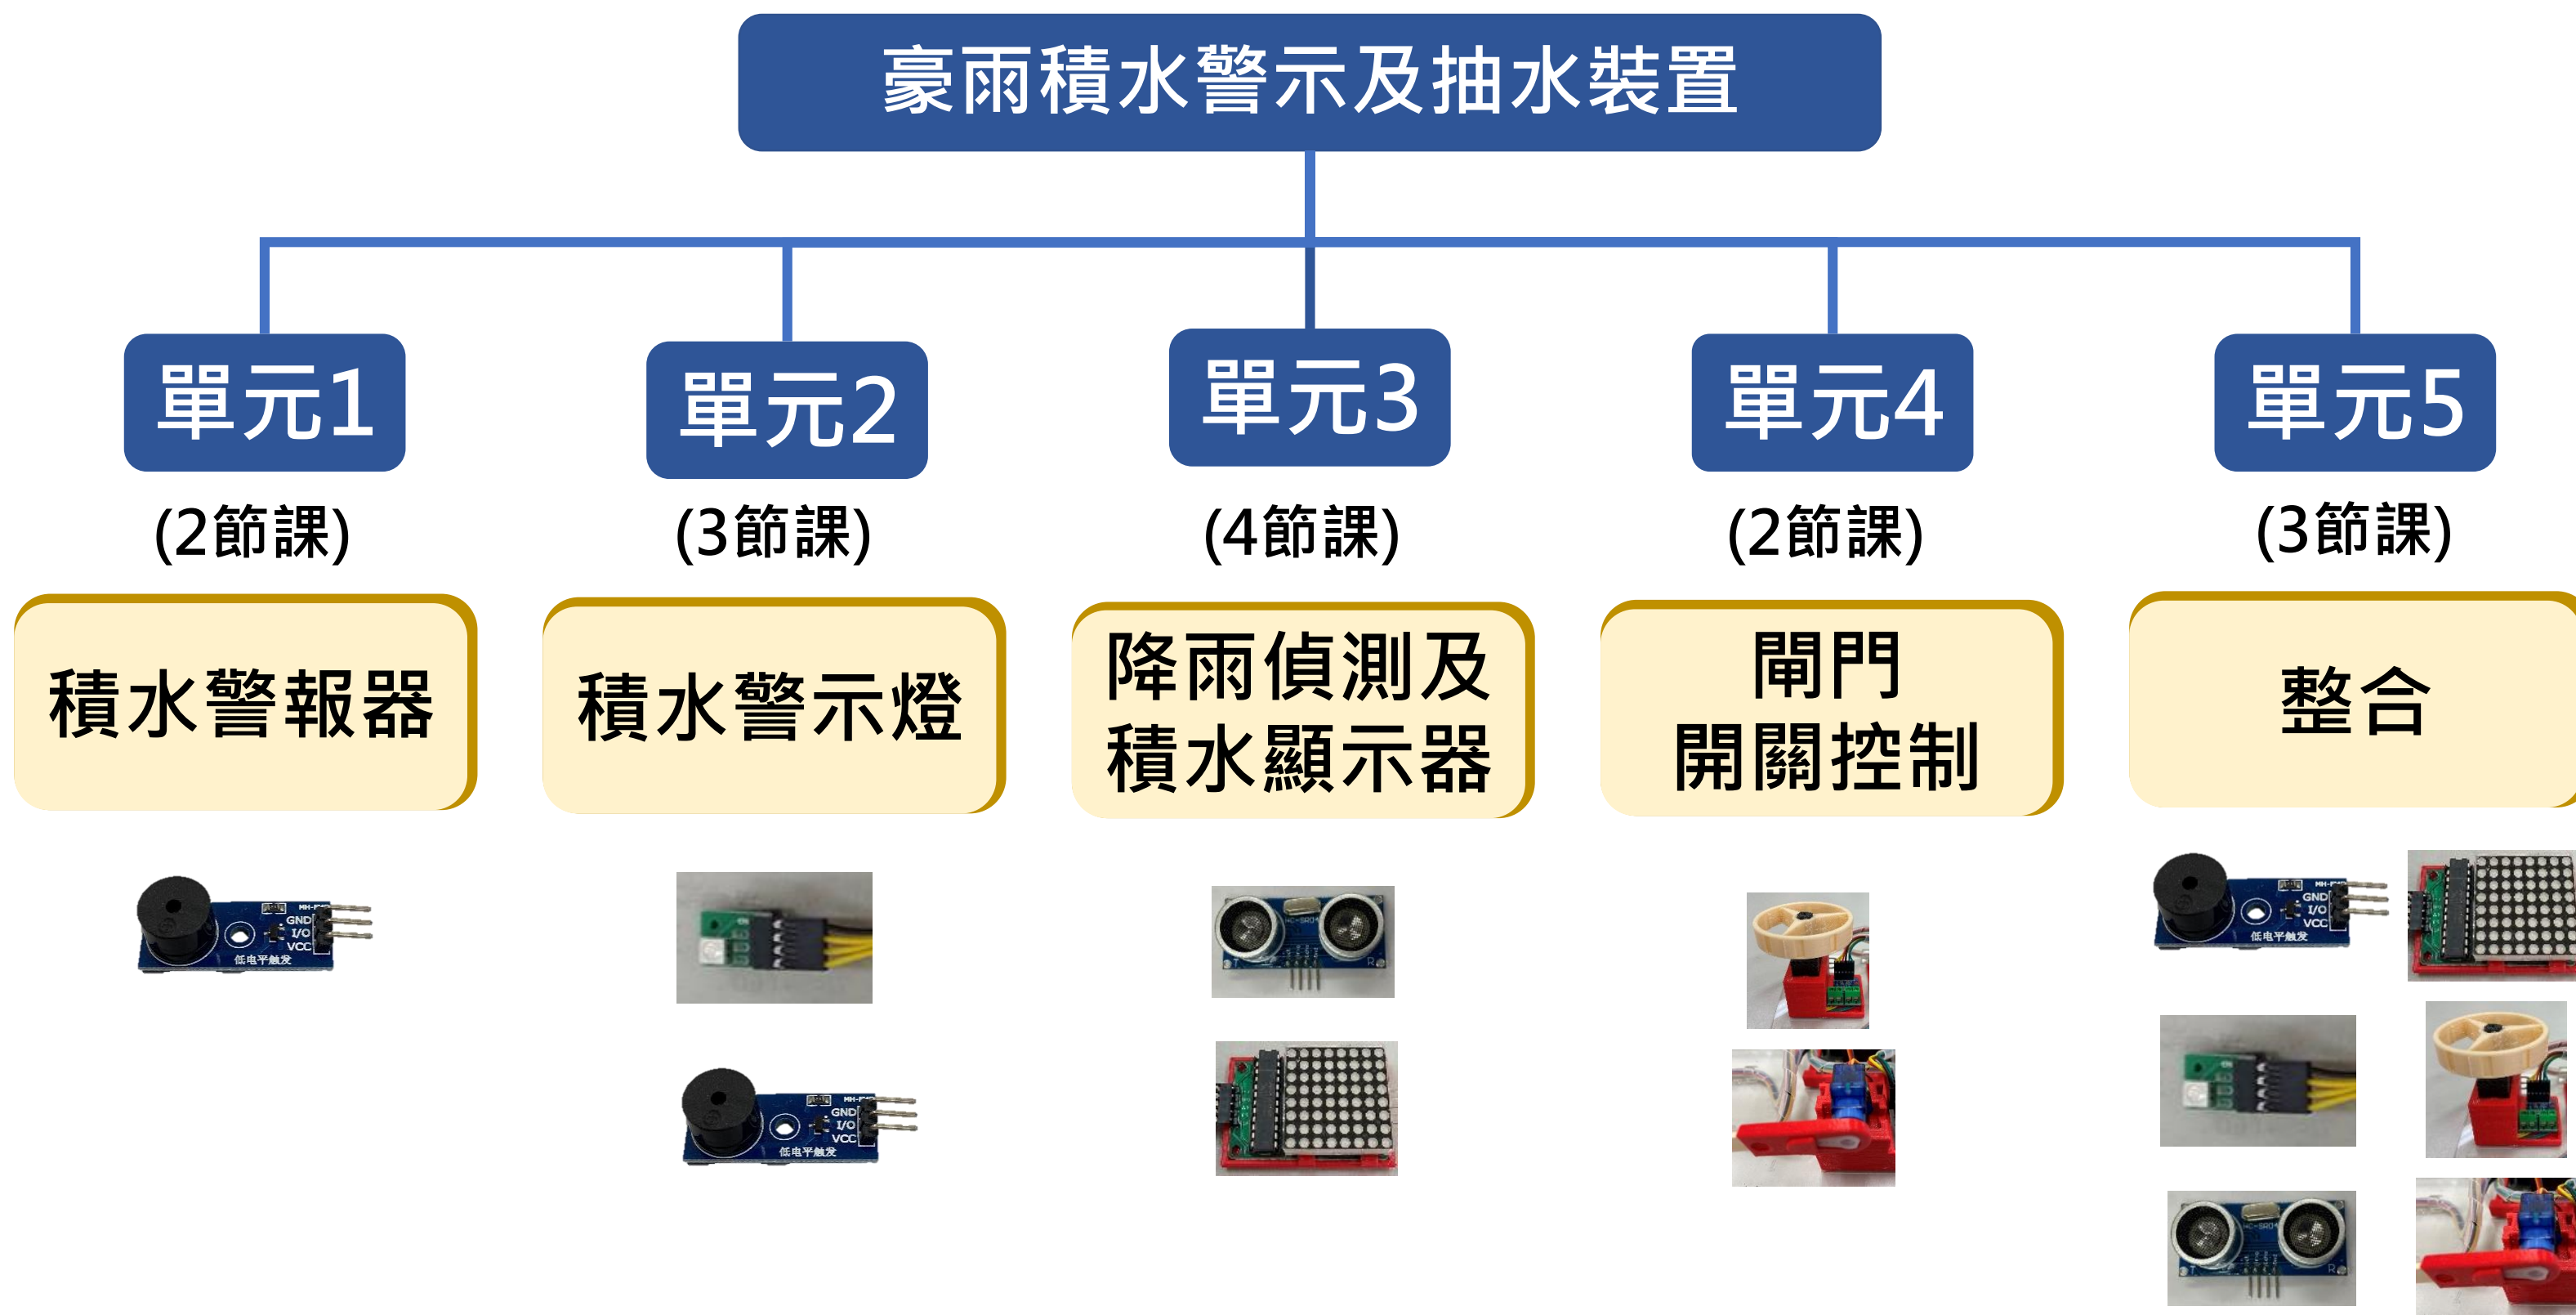 豪雨積水警示及抽水裝置
單元1
單元2
單元3
單元4
單元5
(2節課)
(3節課)
(4節課)
(2節課)
(3節課)
積水警報器
積水警示燈
降雨偵測及
積水顯示器
閘門
開關控制
整合
GND
I/O
VCC
低电平触发
HC-SR04
T
R
GND
I/O
VCC
低电平触发
GND
I/O
VCC
低电平触发
HC-SR04
T
R